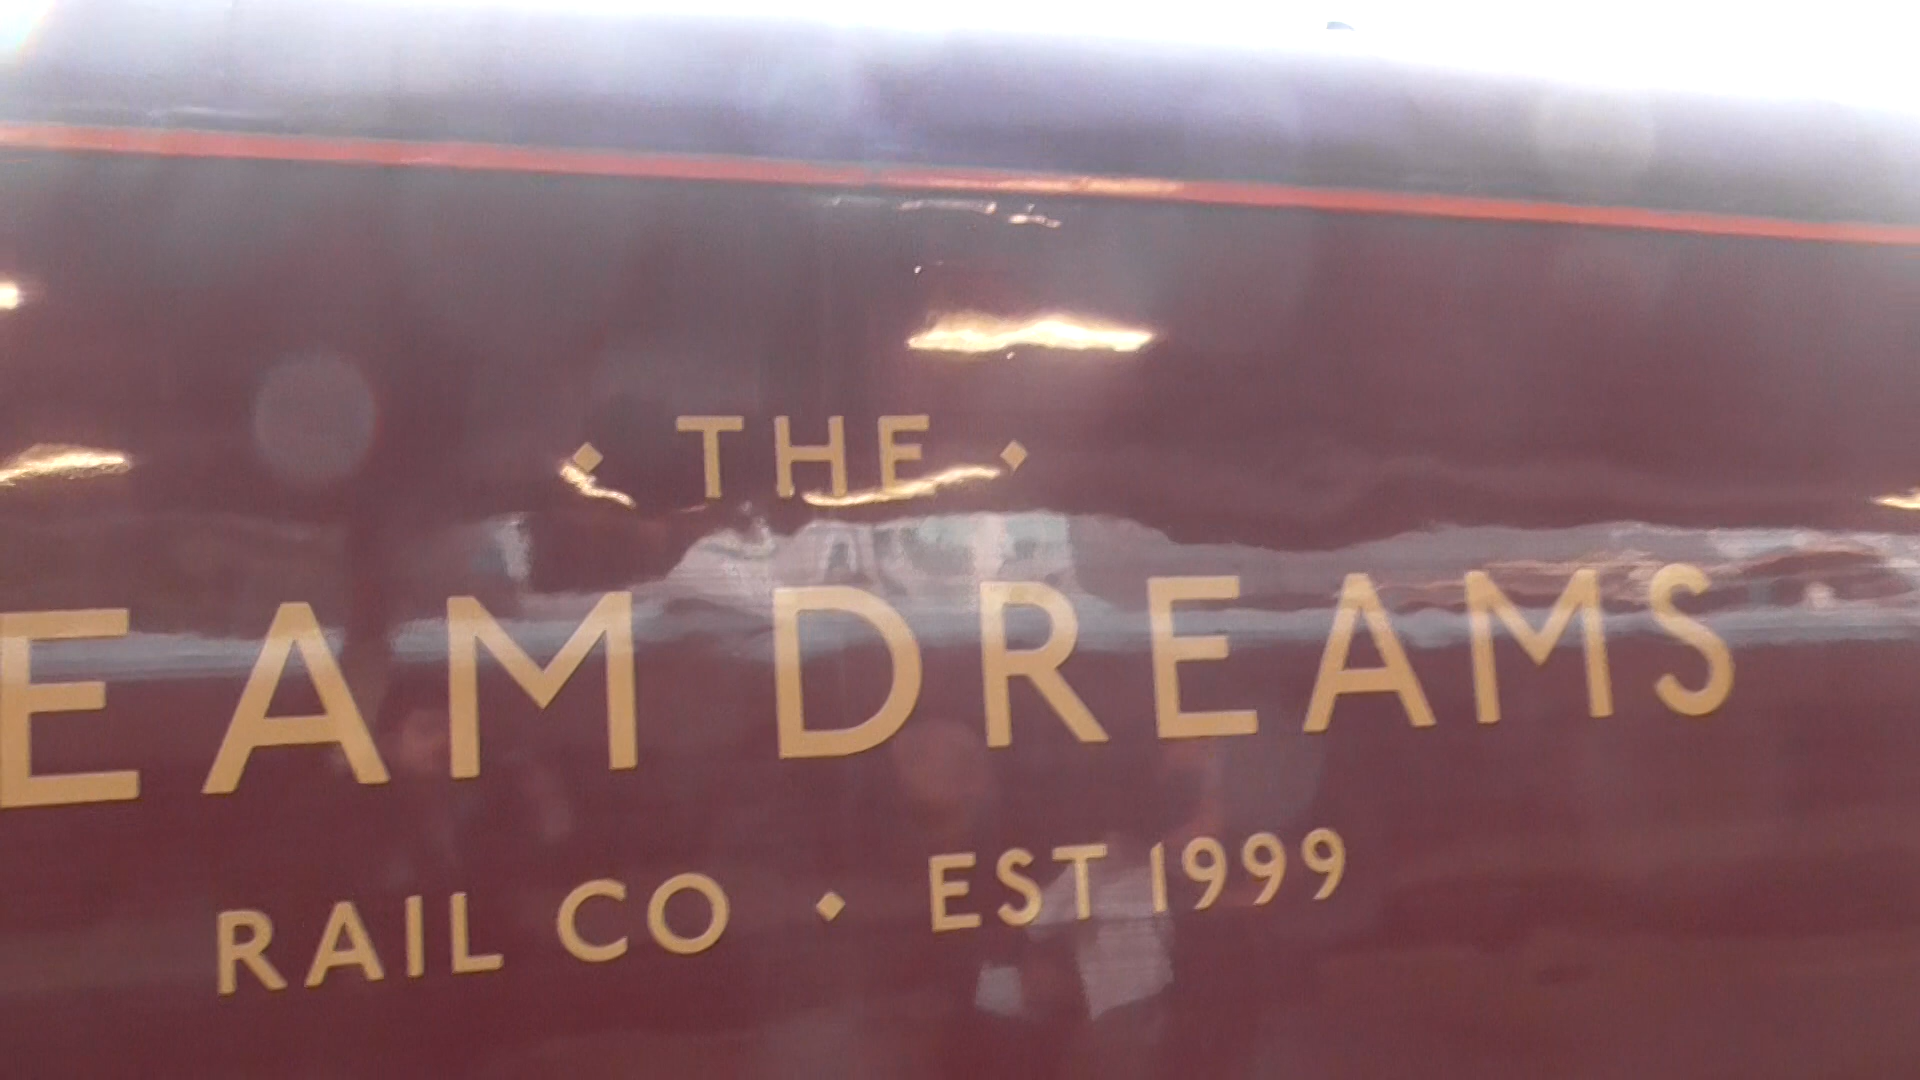 · THE ·
EAM DREAMS
RAIL CO · EST 1999